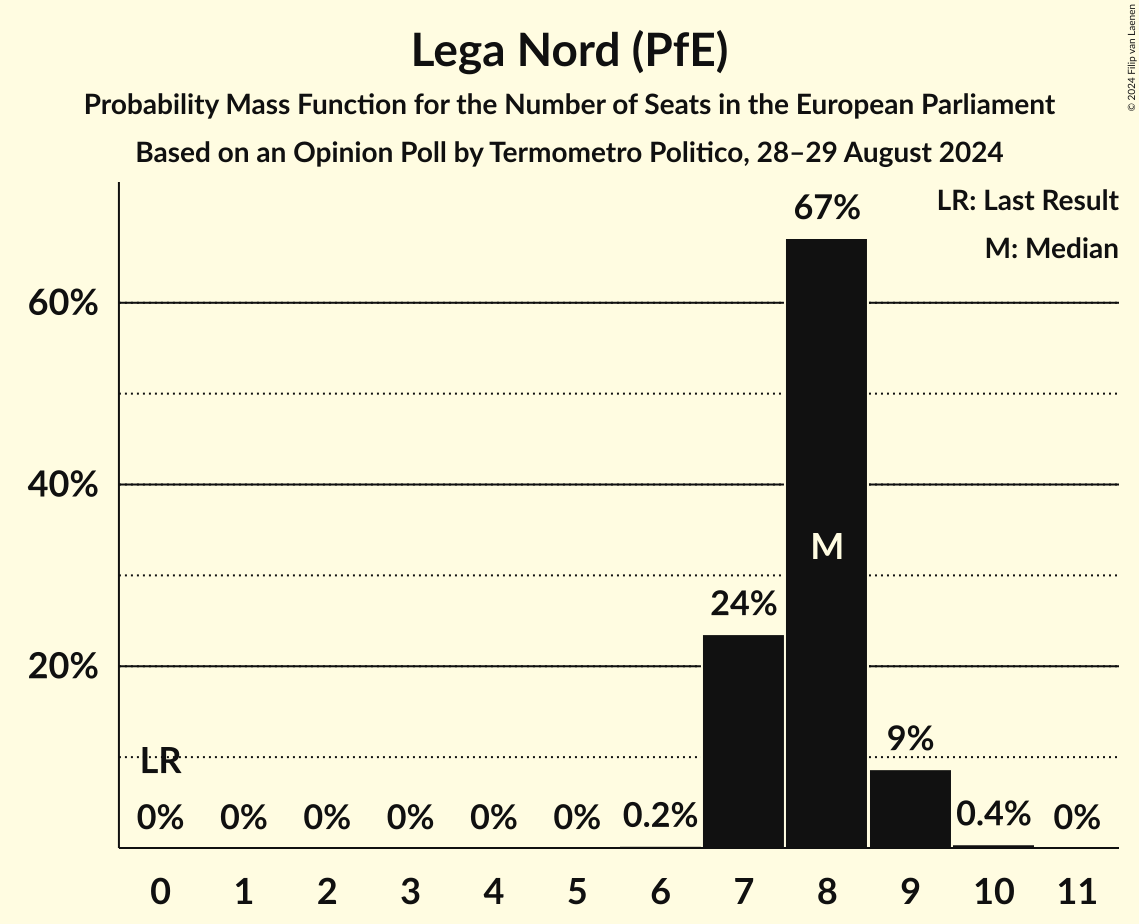 Lega Nord (PfE)
Probability Mass Function for the Number of Seats in the European Parliament
Based on an Opinion Poll by Termometro Politico, 28–29 August 2024
© 2024 Filip van Laenen
LR: Last Result
M: Median
67%
60%
40%
M
24%
20%
9%
LR
0% 0% 0% 0% 0% 0% 0.2% 0.4% 0%
0 1 2 3 4 5 6 7 8 9 10 11